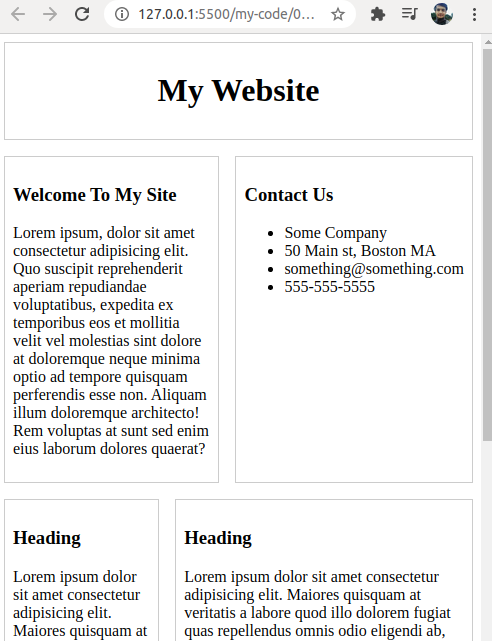 127.0.0.1:5500/my-code/0...
My Website
Welcome To My Site
Lorem ipsum, dolor sit amet
consectetur adipisicing elit.
Quo suscipit reprehenderit
aperiam repudiandae
voluptatibus, expedita ex
temporibus eos et mollitia
velit vel molestias sint dolore
at doloremque neque minima
optio ad tempore quisquam
perferendis esse non. Aliquam
illum doloremque architecto!
Rem voluptas at sunt sed enim
eius laborum dolores quaerat?
Contact Us
Some Company
50 Main st, Boston MA
something@something.com
555-555-5555
Heading
Lorem ipsum dolor
sit amet consectetur
adipisicing elit.
Maiores quisquam at
Heading
Lorem ipsum dolor sit amet consectetur
adipisicing elit. Maiores quisquam at
veritatis a labore quod illo dolorem fugiat
quas repellendus omnis odio eligendi ab,